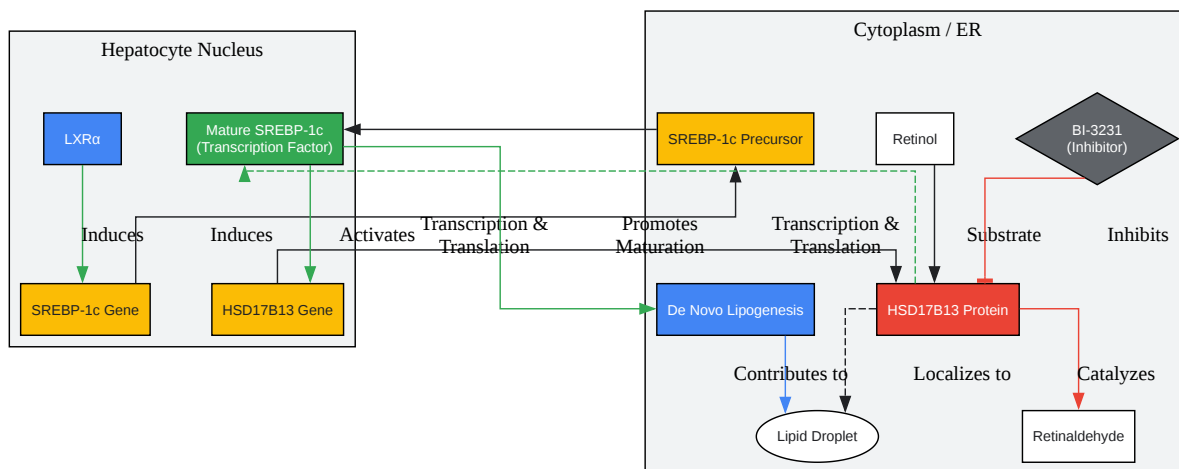 Hepatocyte Nucleus
Cytoplasm / ER
LXRα
Mature SREBP-1c
(Transcription Factor)
SREBP-1c Precursor
Retinol
BI-3231
(Inhibitor)
Induces
Induces
Activates
Transcription &
Translation
Promotes
Maturation
Transcription &
Translation
Substrate
Inhibits
SREBP-1c Gene
HSD17B13 Gene
De Novo Lipogenesis
HSD17B13 Protein
Contributes to
Localizes to
Catalyzes
Lipid Droplet
Retinaldehyde